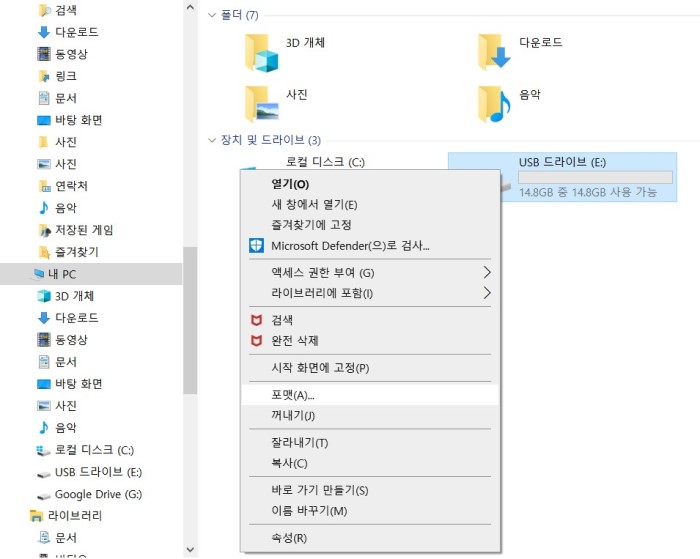 검색
다운로드
동영상
링크
문서
바탕 화면
사진
사진
연락처
음악
저장된 게임
즐겨찾기
내 PC
3D 개체
다운로드
동영상
문서
바탕 화면
사진
음악
로컬 디스크 (C:)
USB 드라이브 (E:)
Google Drive (G:)
라이브러리
문서
폴더 (7)
3D 개체
다운로드
사진
음악
장치 및 드라이브 (3)
로컬 디스크 (C:)
USB 드라이브 (E:)
14.8GB 중 14.8GB 사용 가능
열기(O)
새 창에서 열기(E)
즐겨찾기에 고정
Microsoft Defender(으)로 검사...
액세스 권한 부여 (G)
라이브러리에 포함(I)
검색
완전 삭제
시작 화면에 고정(P)
포맷(A)...
꺼내기(J)
잘라내기(T)
복사(C)
바로 가기 만들기(S)
이름 바꾸기(M)
속성(R)